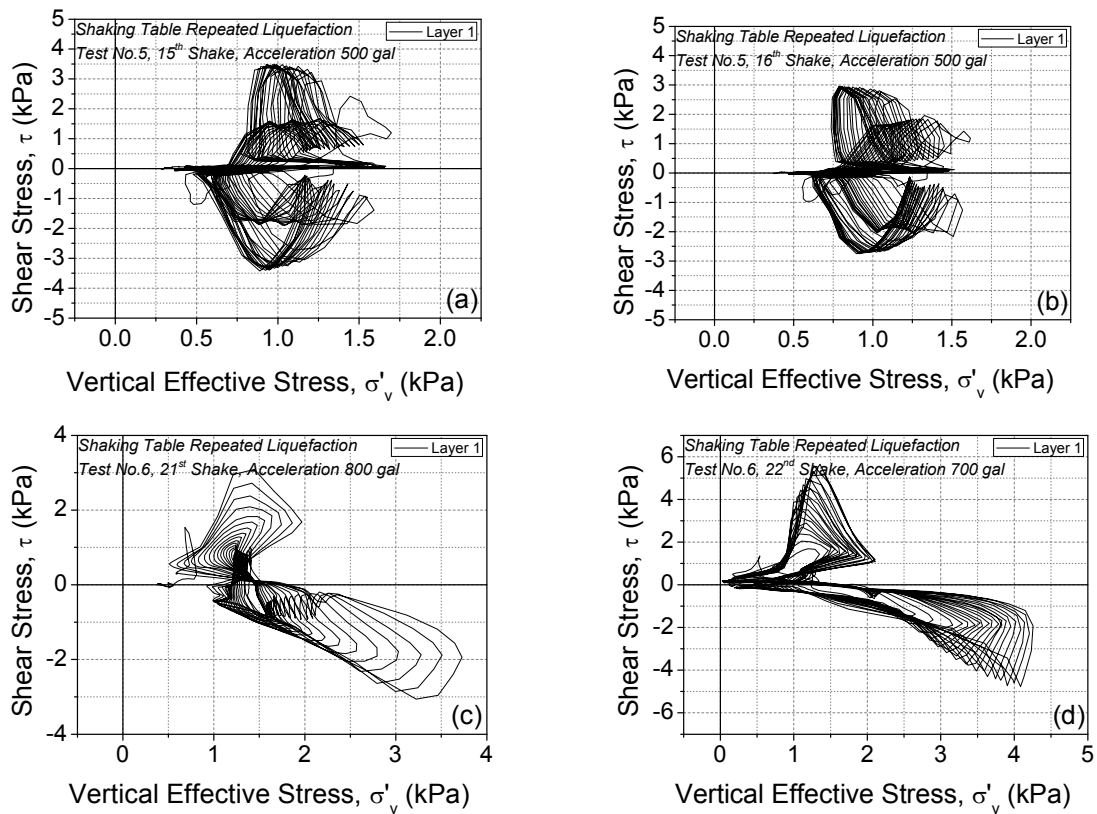 Shaking Table Repeated Liquefaction
Layer 1
Test No.5, 15th Shake, Acceleration 500 gal
5
4
3
2
1
0
-1
-2
-3
-4
-5
Shear Stress, τ (kPa)
(a)
0.0 0.5 1.0 1.5 2.0
Vertical Effective Stress, σ'v (kPa)
Shaking Table Repeated Liquefaction
Layer 1
Test No.5, 16th Shake, Acceleration 500 gal
5
4
3
2
1
0
-1
-2
-3
-4
-5
Shear Stress, τ (kPa)
(b)
0.0 0.5 1.0 1.5 2.0
Vertical Effective Stress, σ'v (kPa)
Shaking Table Repeated Liquefaction
Layer 1
Test No.6, 21st Shake, Acceleration 800 gal
4
2
0
-2
-4
Shear Stress, τ (kPa)
(c)
0 1 2 3 4
Vertical Effective Stress, σ'v (kPa)
Shaking Table Repeated Liquefaction
Layer 1
Test No.6, 22nd Shake, Acceleration 700 gal
6
4
2
0
-2
-4
-6
Shear Stress, τ (kPa)
(d)
0 1 2 3 4 5
Vertical Effective Stress, σ'v (kPa)